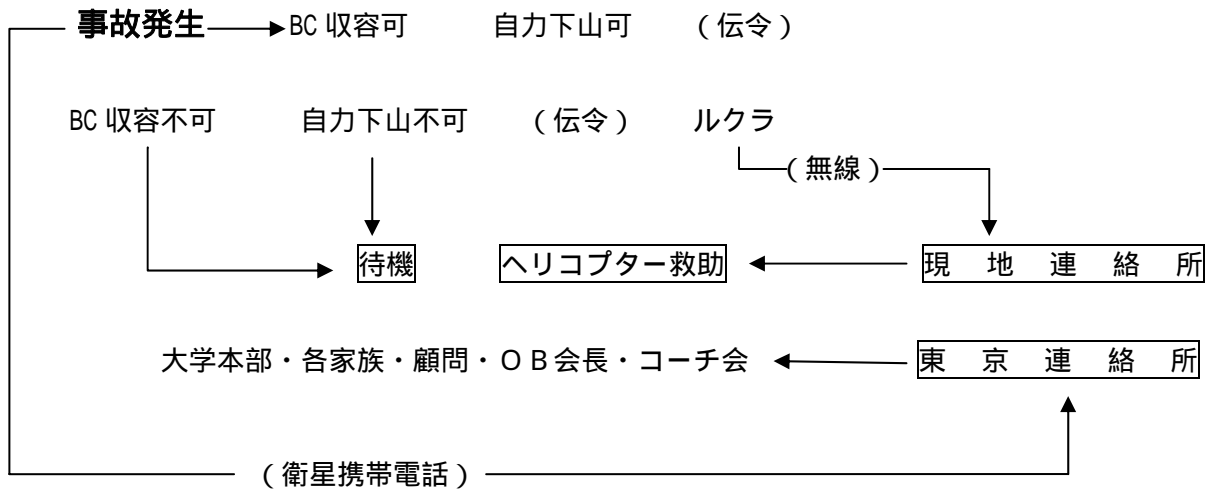 事故発生 BC 収容可 自力下山可 （伝令）
BC 収容不可 自力下山不可 （伝令） ルクラ
（無線）
待機 ヘリコプター救助 現地連絡所
大学本部・各家族・顧問・ＯＢ会長・コーチ会 東京連絡所
（衛星携帯電話）